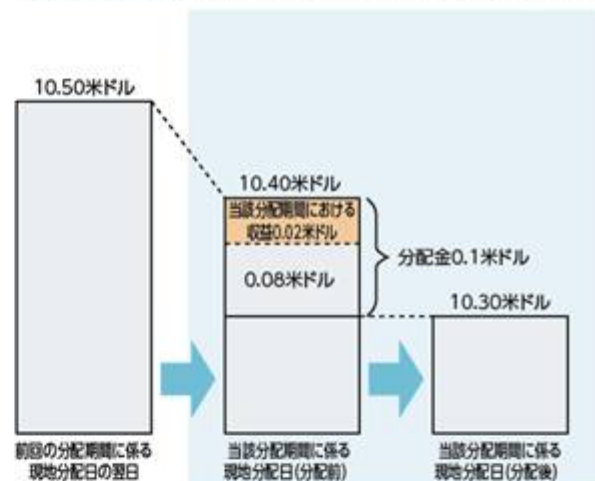 10.50米ドル
10.40米ドル
当該分配期間における
収益0.02米ドル
0.08米ドル
分配金0.1米ドル
10.30米ドル
前回の分配期間に係る
現地分配日の翌日
当該分配期間に係る
現地分配日(分配前)
当該分配期間に係る
現地分配日(分配後)